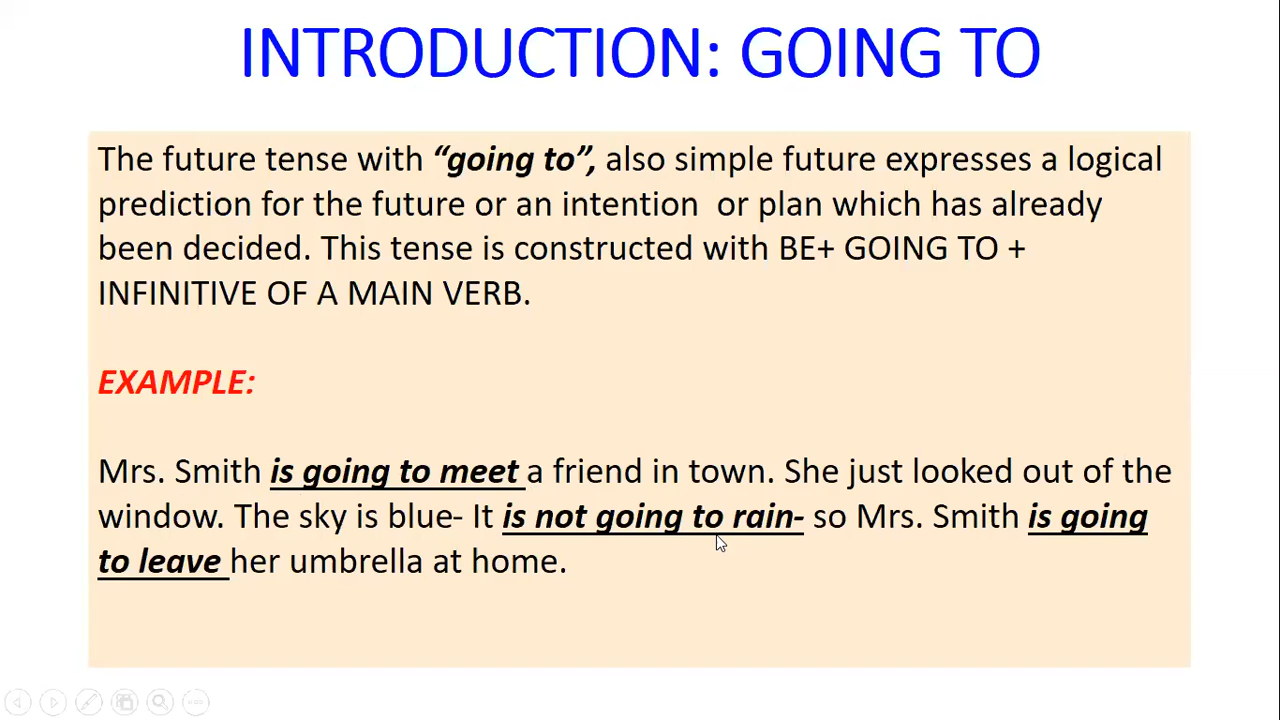 INTRODUCTION: GOING TO
The future tense with “going to”, also simple future expresses a logical
prediction for the future or an intention  or plan which has already
been decided. This tense is constructed with BE+ GOING TO +
INFINITIVE OF A MAIN VERB.
EXAMPLE:
Mrs. Smith is going to meet a friend in town. She just looked out of the
window. The sky is blue- It is not going to rain- so Mrs. Smith is going
to leave her umbrella at home.